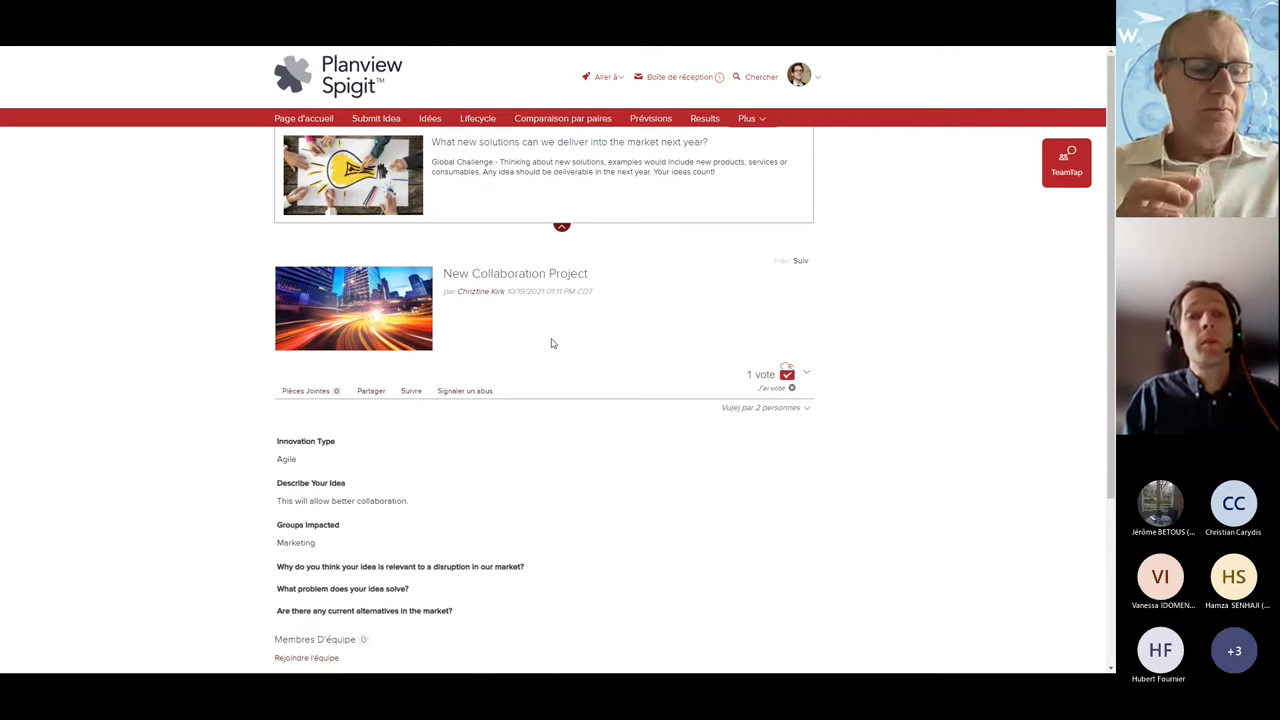 Planview
Spigit™
Aller à
Boîte de réception
Chercher
Page d'accueil
Submit Idea
Idées
Lifecycle
Comparaison par paires
Prévisions
Results
Plus
What new solutions can we deliver into the market next year?
Global Challenge - Thinking about new solutions, examples would include new products, services or
consumables. Any idea should be deliverable in the next year. Your ideas count!
TeamTap
Suiv
New Collaboration Project
par Chriztine Kirk 10/19/2021 01:11 PM CDT
1 vote
J'ai voté
Pièces Jointes 0
Partager
Suivre
Signaler un abus
Vu(e) par 2 personnes
Innovation Type
Agile
Describe Your Idea
This will allow better collaboration.
Groups Impacted
Marketing
Why do you think your idea is relevant to a disruption in our market?
What problem does your idea solve?
Are there any current alternatives in the market?
Membres D'équipe 0
Rejoindre l'équipe
W
Jérôme BETOUS (...
CC
Christian Carydis
VI
Vanessa IDOMEN...
HS
Hamza SENHAJI (...
HF
Hubert Fournier
+3